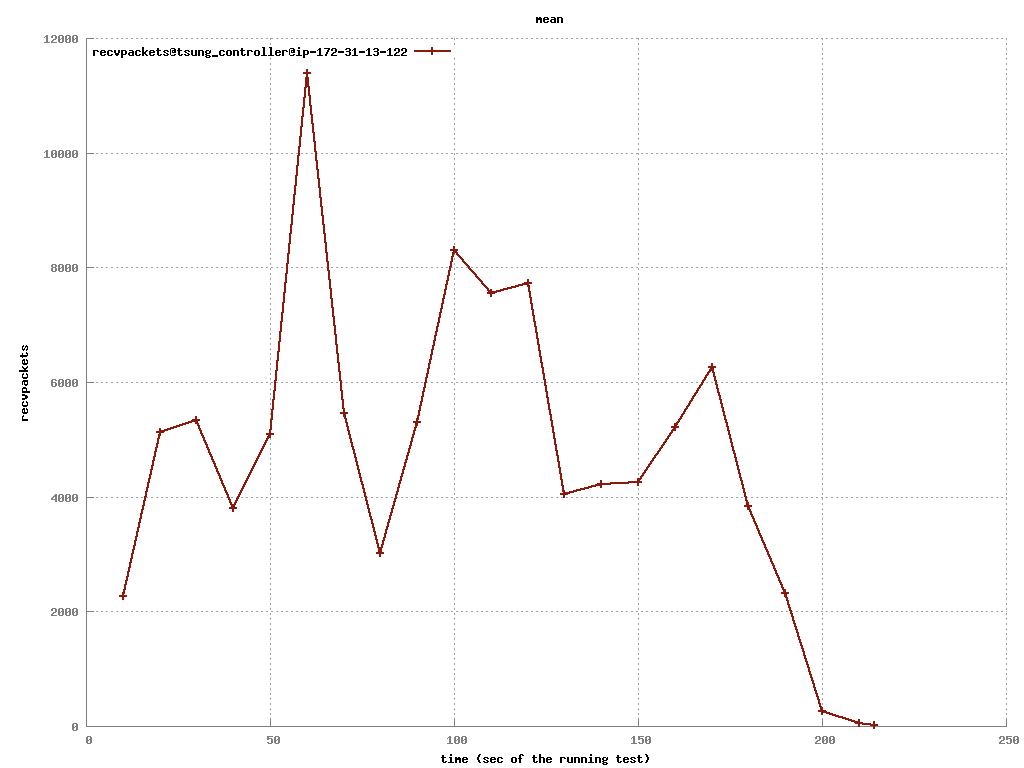 mean
12000
recvpackets@tsung_controller@ip-172-31-13-122
10000
8000
6000
recvpackets
4000
2000
0
0 50 100 150 200 250
time (sec of the running test)